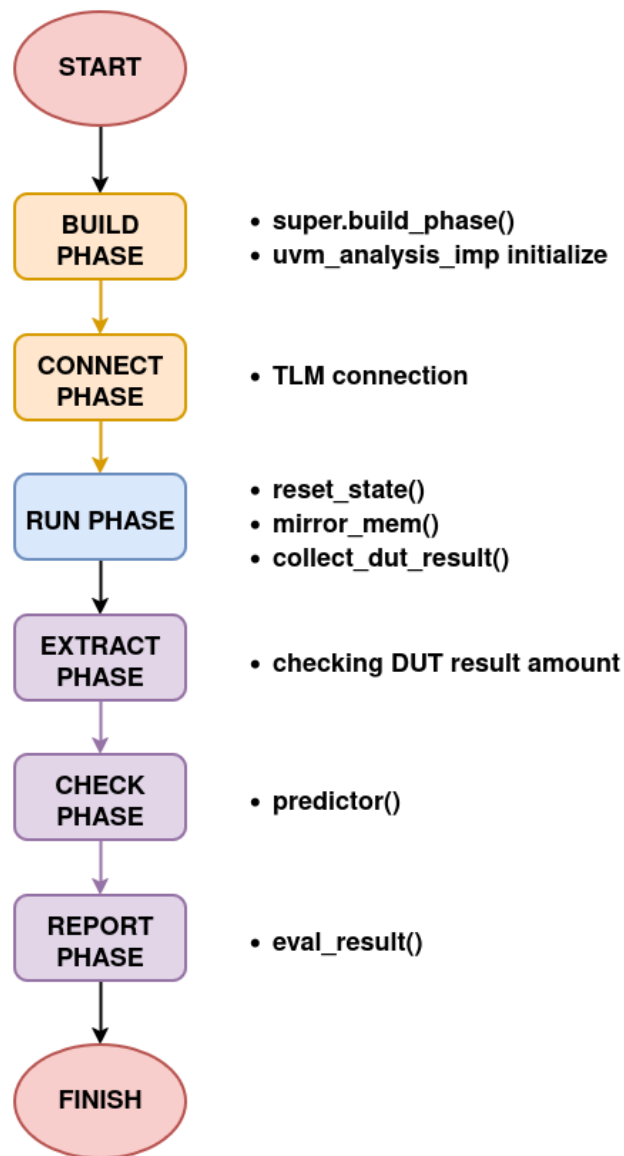 START
BUILD
PHASE
• super.build_phase()
• uvm_analysis_imp initialize
CONNECT
PHASE
• TLM connection
RUN PHASE
• reset_state()
• mirror_mem()
• collect_dut_result()
EXTRACT
PHASE
• checking DUT result amount
CHECK
PHASE
• predictor()
REPORT
PHASE
• eval_result()
FINISH